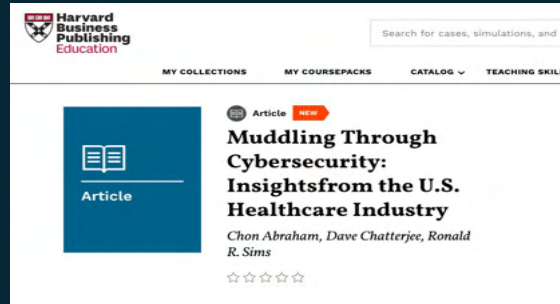 Harvard
Business
Publishing
Education
Search for cases, simulations, and
MY COLLECTIONS MY COURSEPACKS CATALOG TEACHING SKILL
Article
Article NEW
Muddling Through
Cybersecurity:
Insightsfrom the U.S.
Healthcare Industry
Chon Abraham, Dave Chatterjee, Ronald
R. Sims